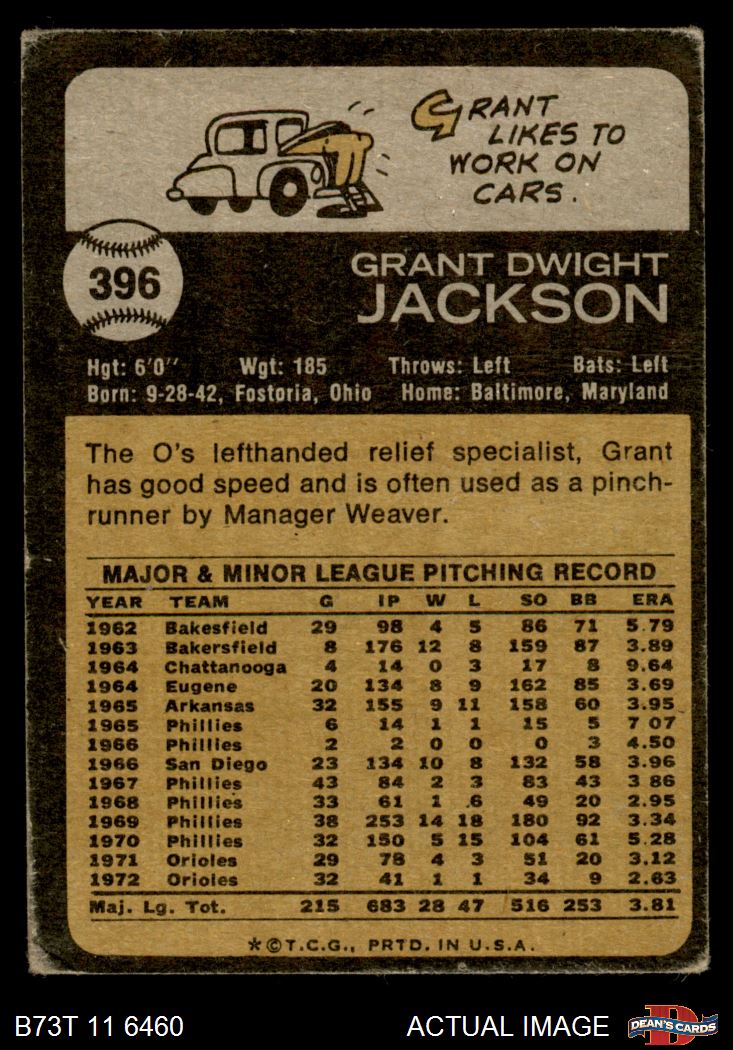 GRANT
LIKES TO
WORK ON
CARS.
396
GRANT DWIGHT
JACKSON
Hgt: 6'0" Wgt: 185 Throws: Left Bats: Left
Born: 9-28-42, Fostoria, Ohio Home: Baltimore, Maryland
The O's lefthanded relief specialist, Grant
has good speed and is often used as a pinch-
runner by Manager Weaver.
MAJOR & MINOR LEAGUE PITCHING RECORD
YEAR TEAM G IP W L SO BB ERA
1962 Bakesfield 29 98 4 5 86 71 5.79
1963 Bakersfield 8 176 12 8 159 87 3.89
1964 Chattanooga 4 14 0 3 17 8 9.64
1964 Eugene 20 134 8 9 162 85 3.69
1965 Arkansas 32 155 9 11 158 60 3.95
1965 Phillies 6 14 1 1 15 5 7 07
1966 Phillies 2 2 0 0 0 3 4.50
1966 San Diego 23 134 10 8 132 58 3.96
1967 Phillies 43 84 2 3 83 43 3 86
1968 Phillies 33 61 1 .6 49 20 2.95
1969 Phillies 38 253 14 18 180 92 3.34
1970 Phillies 32 150 5 15 104 61 5.28
1971 Orioles 29 78 4 3 51 20 3.12
1972 Orioles 32 41 1 1 34 9 2.63
Maj. Lg. Tot. 215 683 28 47 516 253 3.81
*©T.C.G., PRTD. IN U.S.A.
B73T 11 6460 ACTUAL IMAGE D DEAN'S CARDS